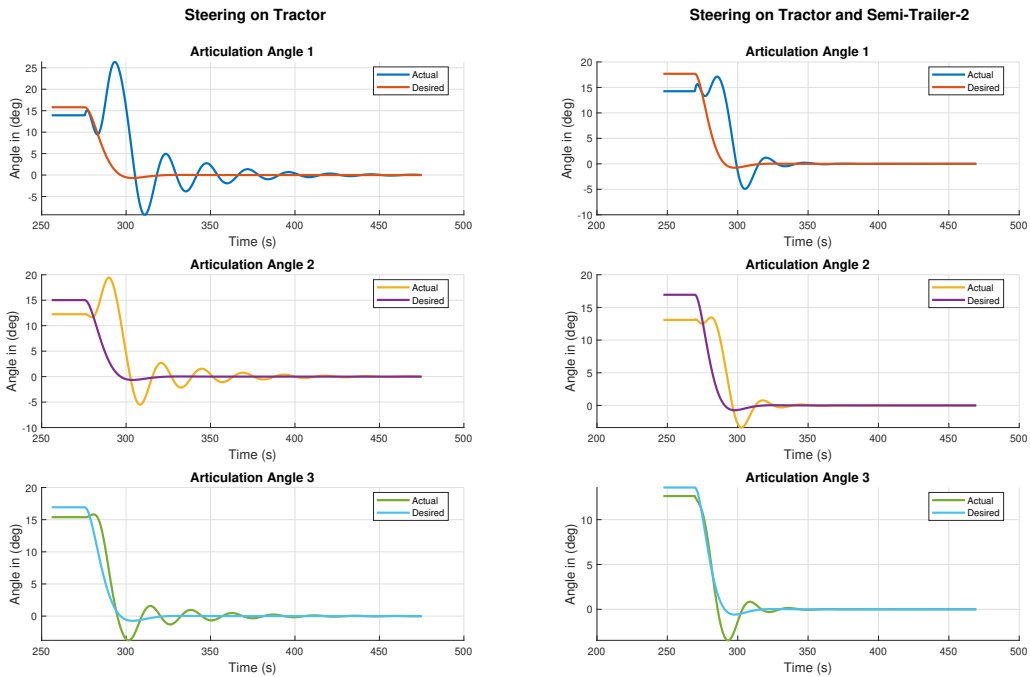 Steering on Tractor
Articulation Angle 1
25
20
15
10
5
0
-5
250 300 350 400 450 500
Time (s)
Angle in (deg)
Actual
Desired
Articulation Angle 2
20
15
10
5
0
-5
-10
250 300 350 400 450 500
Time (s)
Angle in (deg)
Actual
Desired
Articulation Angle 3
20
15
10
5
0
250 300 350 400 450 500
Time (s)
Angle in (deg)
Actual
Desired
Steering on Tractor and Semi-Trailer-2
Articulation Angle 1
20
15
10
5
0
-5
-10
200 250 300 350 400 450 500
Time (s)
Angle in (deg)
Actual
Desired
Articulation Angle 2
20
15
10
5
0
200 250 300 350 400 450 500
Time (s)
Angle in (deg)
Actual
Desired
Articulation Angle 3
10
5
0
200 250 300 350 400 450 500
Time (s)
Angle in (deg)
Actual
Desired